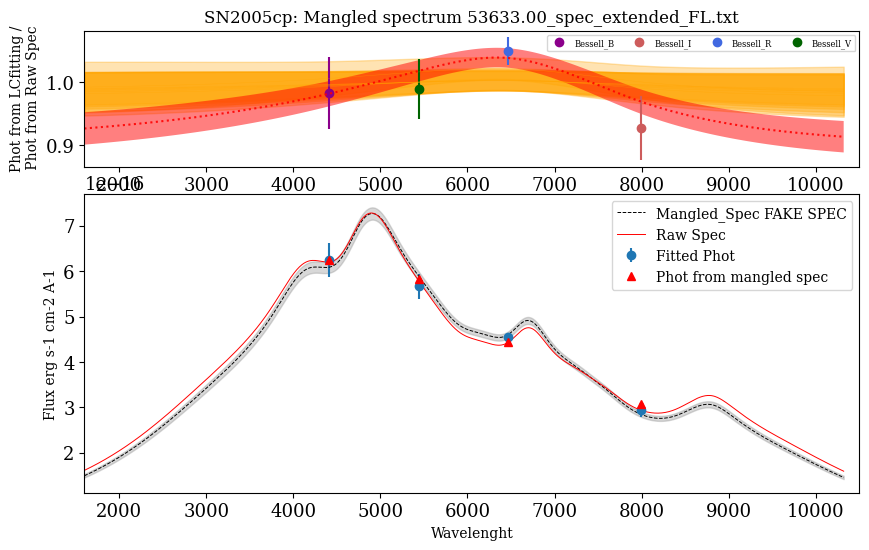 SN2005cp: Mangled spectrum 53633.00_spec_extended_FL.txt
Phot from LCfitting /
Phot from Raw Spec
1.0
0.9
Bessell_B Bessell_I Bessell_R Bessell_V
2000 3000 4000 5000 6000 7000 8000 9000 10000
1e−16
Flux erg s-1 cm-2 A-1
7
6
5
4
3
2
Mangled_Spec FAKE SPEC
Raw Spec
Fitted Phot
Phot from mangled spec
2000 3000 4000 5000 6000 7000 8000 9000 10000
Wavelenght